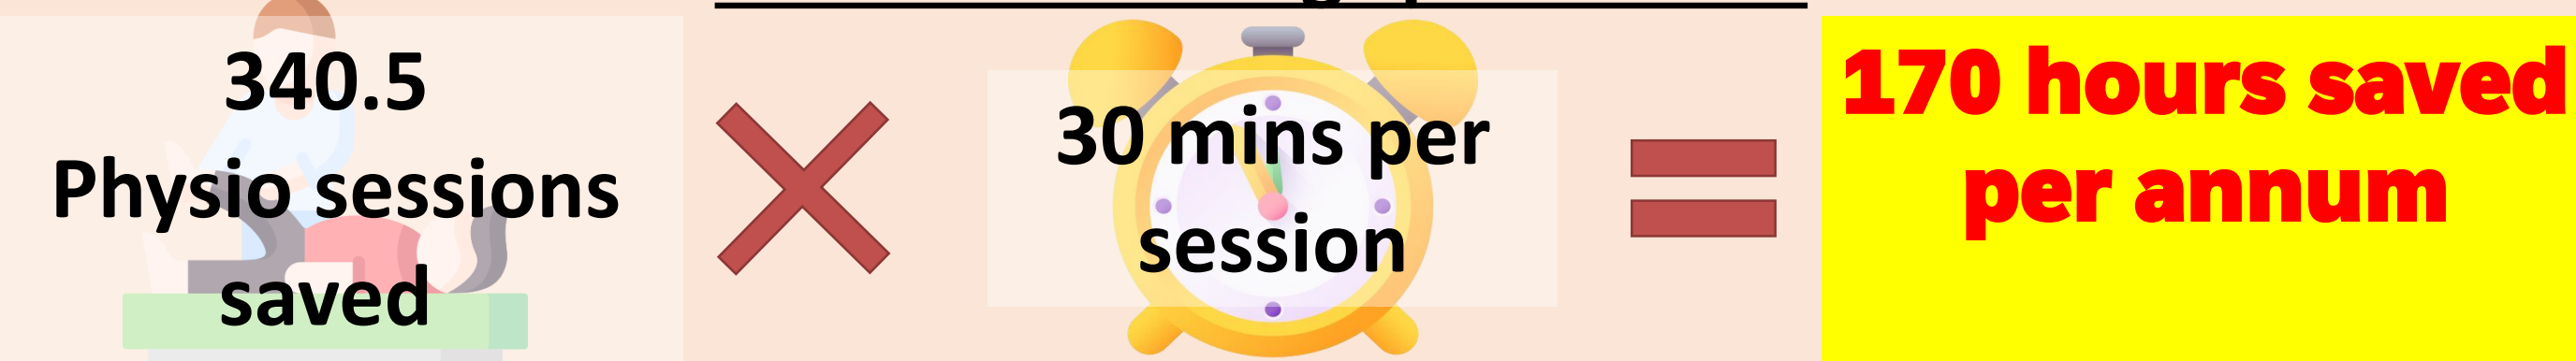 340.5
Physio sessions
saved
30 mins per
session
170 hours saved
per annum